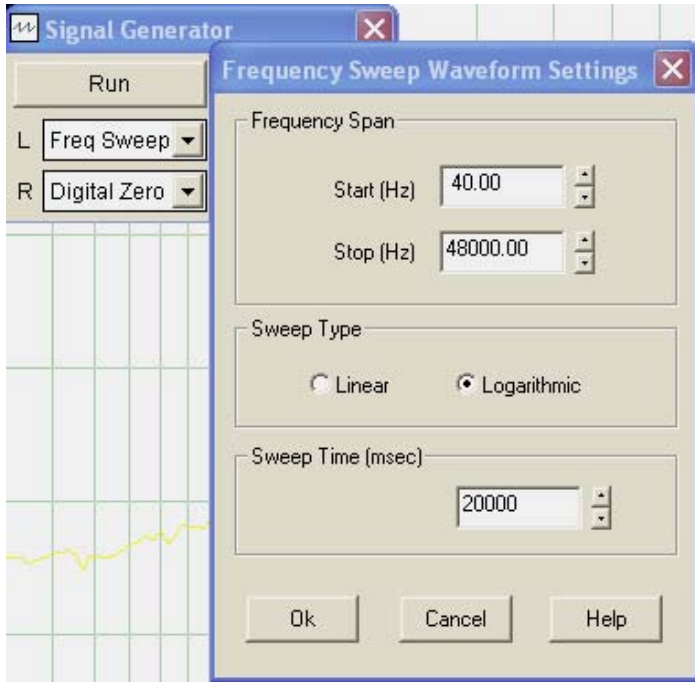 Signal Generator
Run
L Freq Sweep
R Digital Zero
Frequency Sweep Waveform Settings
Frequency Span
Start (Hz) 40.00
Stop (Hz) 48000.00
Sweep Type
Linear Logarithmic
Sweep Time (msec)
20000
Ok Cancel Help